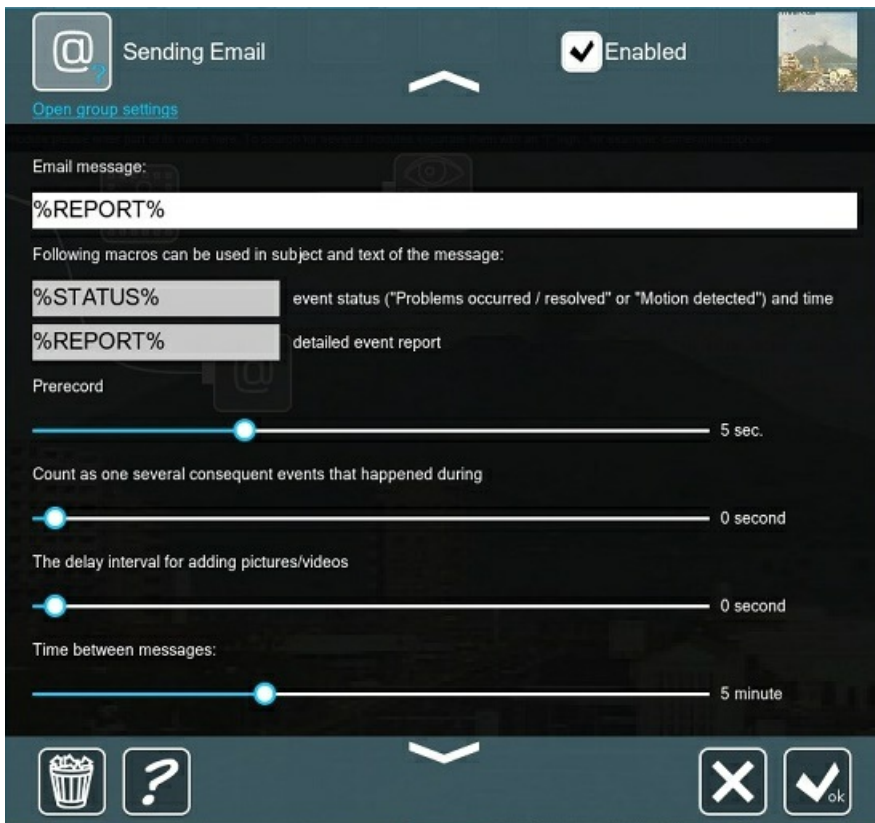 @
?
Sending Email
Enabled
Open group settings
Email message:
%REPORT%
Following macros can be used in subject and text of the message:
%STATUS%
event status ("Problems occurred / resolved" or "Motion detected") and time
%REPORT%
detailed event report
@
Prerecord
5 sec.
Count as one several consequent events that happened during
0 second
The delay interval for adding pictures/videos
0 second
Time between messages:
5 minute
?
ok